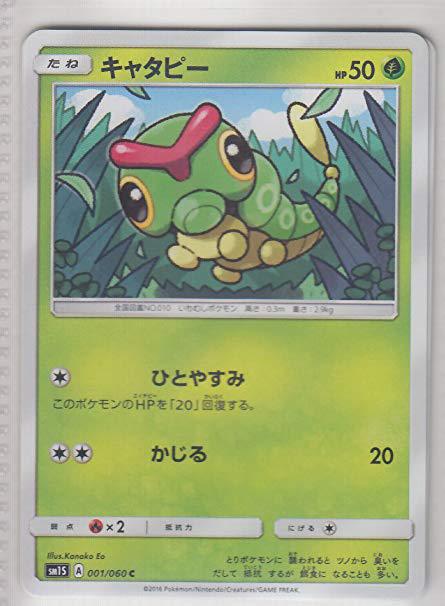 たね キャタピー HP 50
全国図鑑NO.010 いもむしポケモン 高さ：0.3m 重さ：2.9kg
ひとやすみ
このポケモンのHPを「20」回復する。
かじる 20
弱点 ×2 抵抗力 にげる
Illus.Kanako Eo
とりポケモンに 襲われると ツノから 臭いを
だして 抵抗 するが 餌食に なることも 多い。
SM1S A 001/060 C
©2016 Pokémon/Nintendo/Creatures/GAME FREAK.